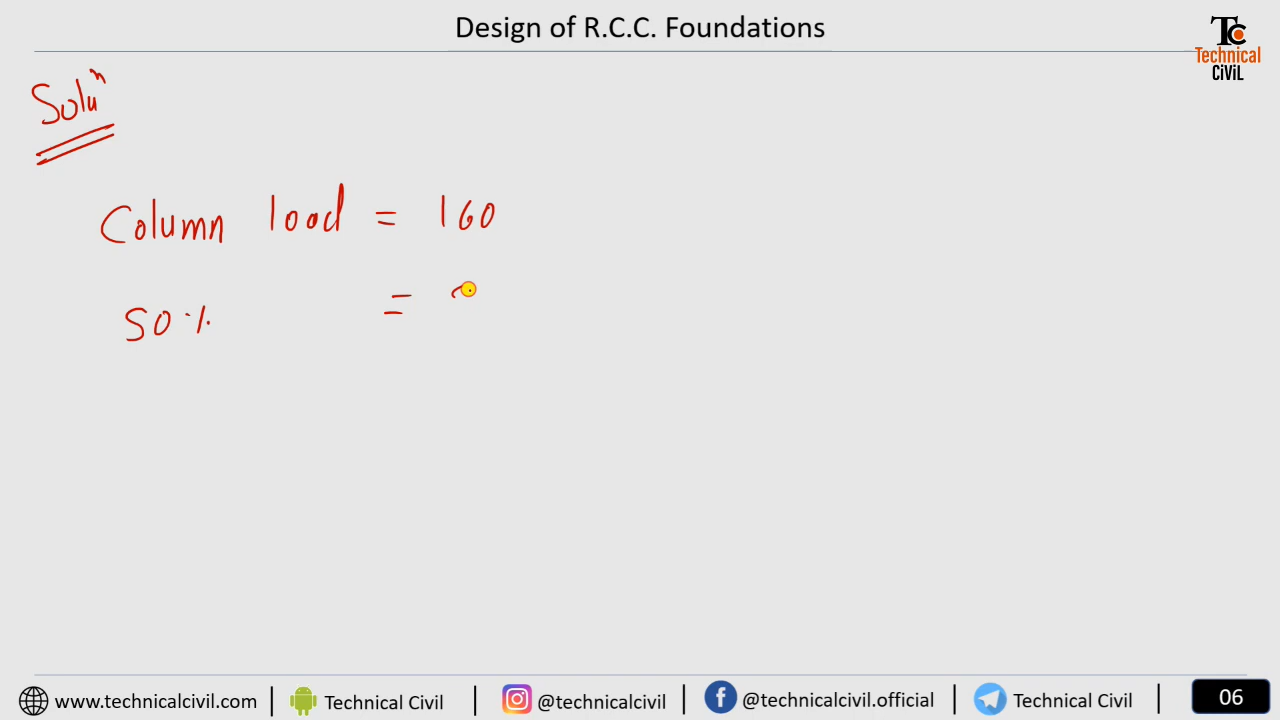 Design of R.C.C. Foundations
TC
Technical
CiViL
Soluⁿ
Column load = 160
50 %. =
www.technicalcivil.com
Technical Civil
@technicalcivil
@technicalcivil.official
Technical Civil
06